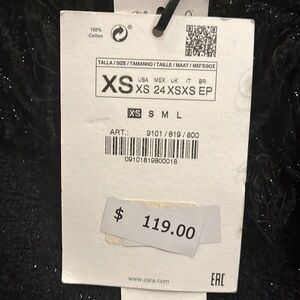 100%
Cotton
TALLA / SIZE / TAMANHO / TAILLE / MAAT / МЕГЕӨОΣ
USA MEX UK IT BR
XS XS 24 XS XS EP
XS S M L
ART.: 9101 / 819 / 800
09101819800018
$ 119.00
www.zara.com
EAC